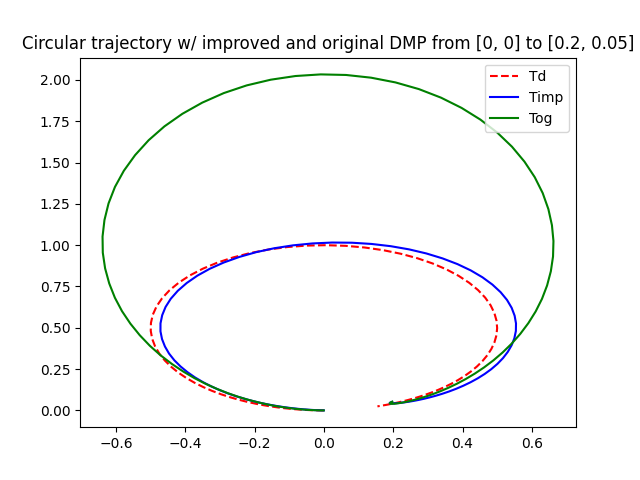 Circular trajectory w/ improved and original DMP from [0, 0] to [0.2, 0.05]
Td
Timp
Tog
2.00
1.75
1.50
1.25
1.00
0.75
0.50
0.25
0.00
−0.6 −0.4 −0.2 0.0 0.2 0.4 0.6